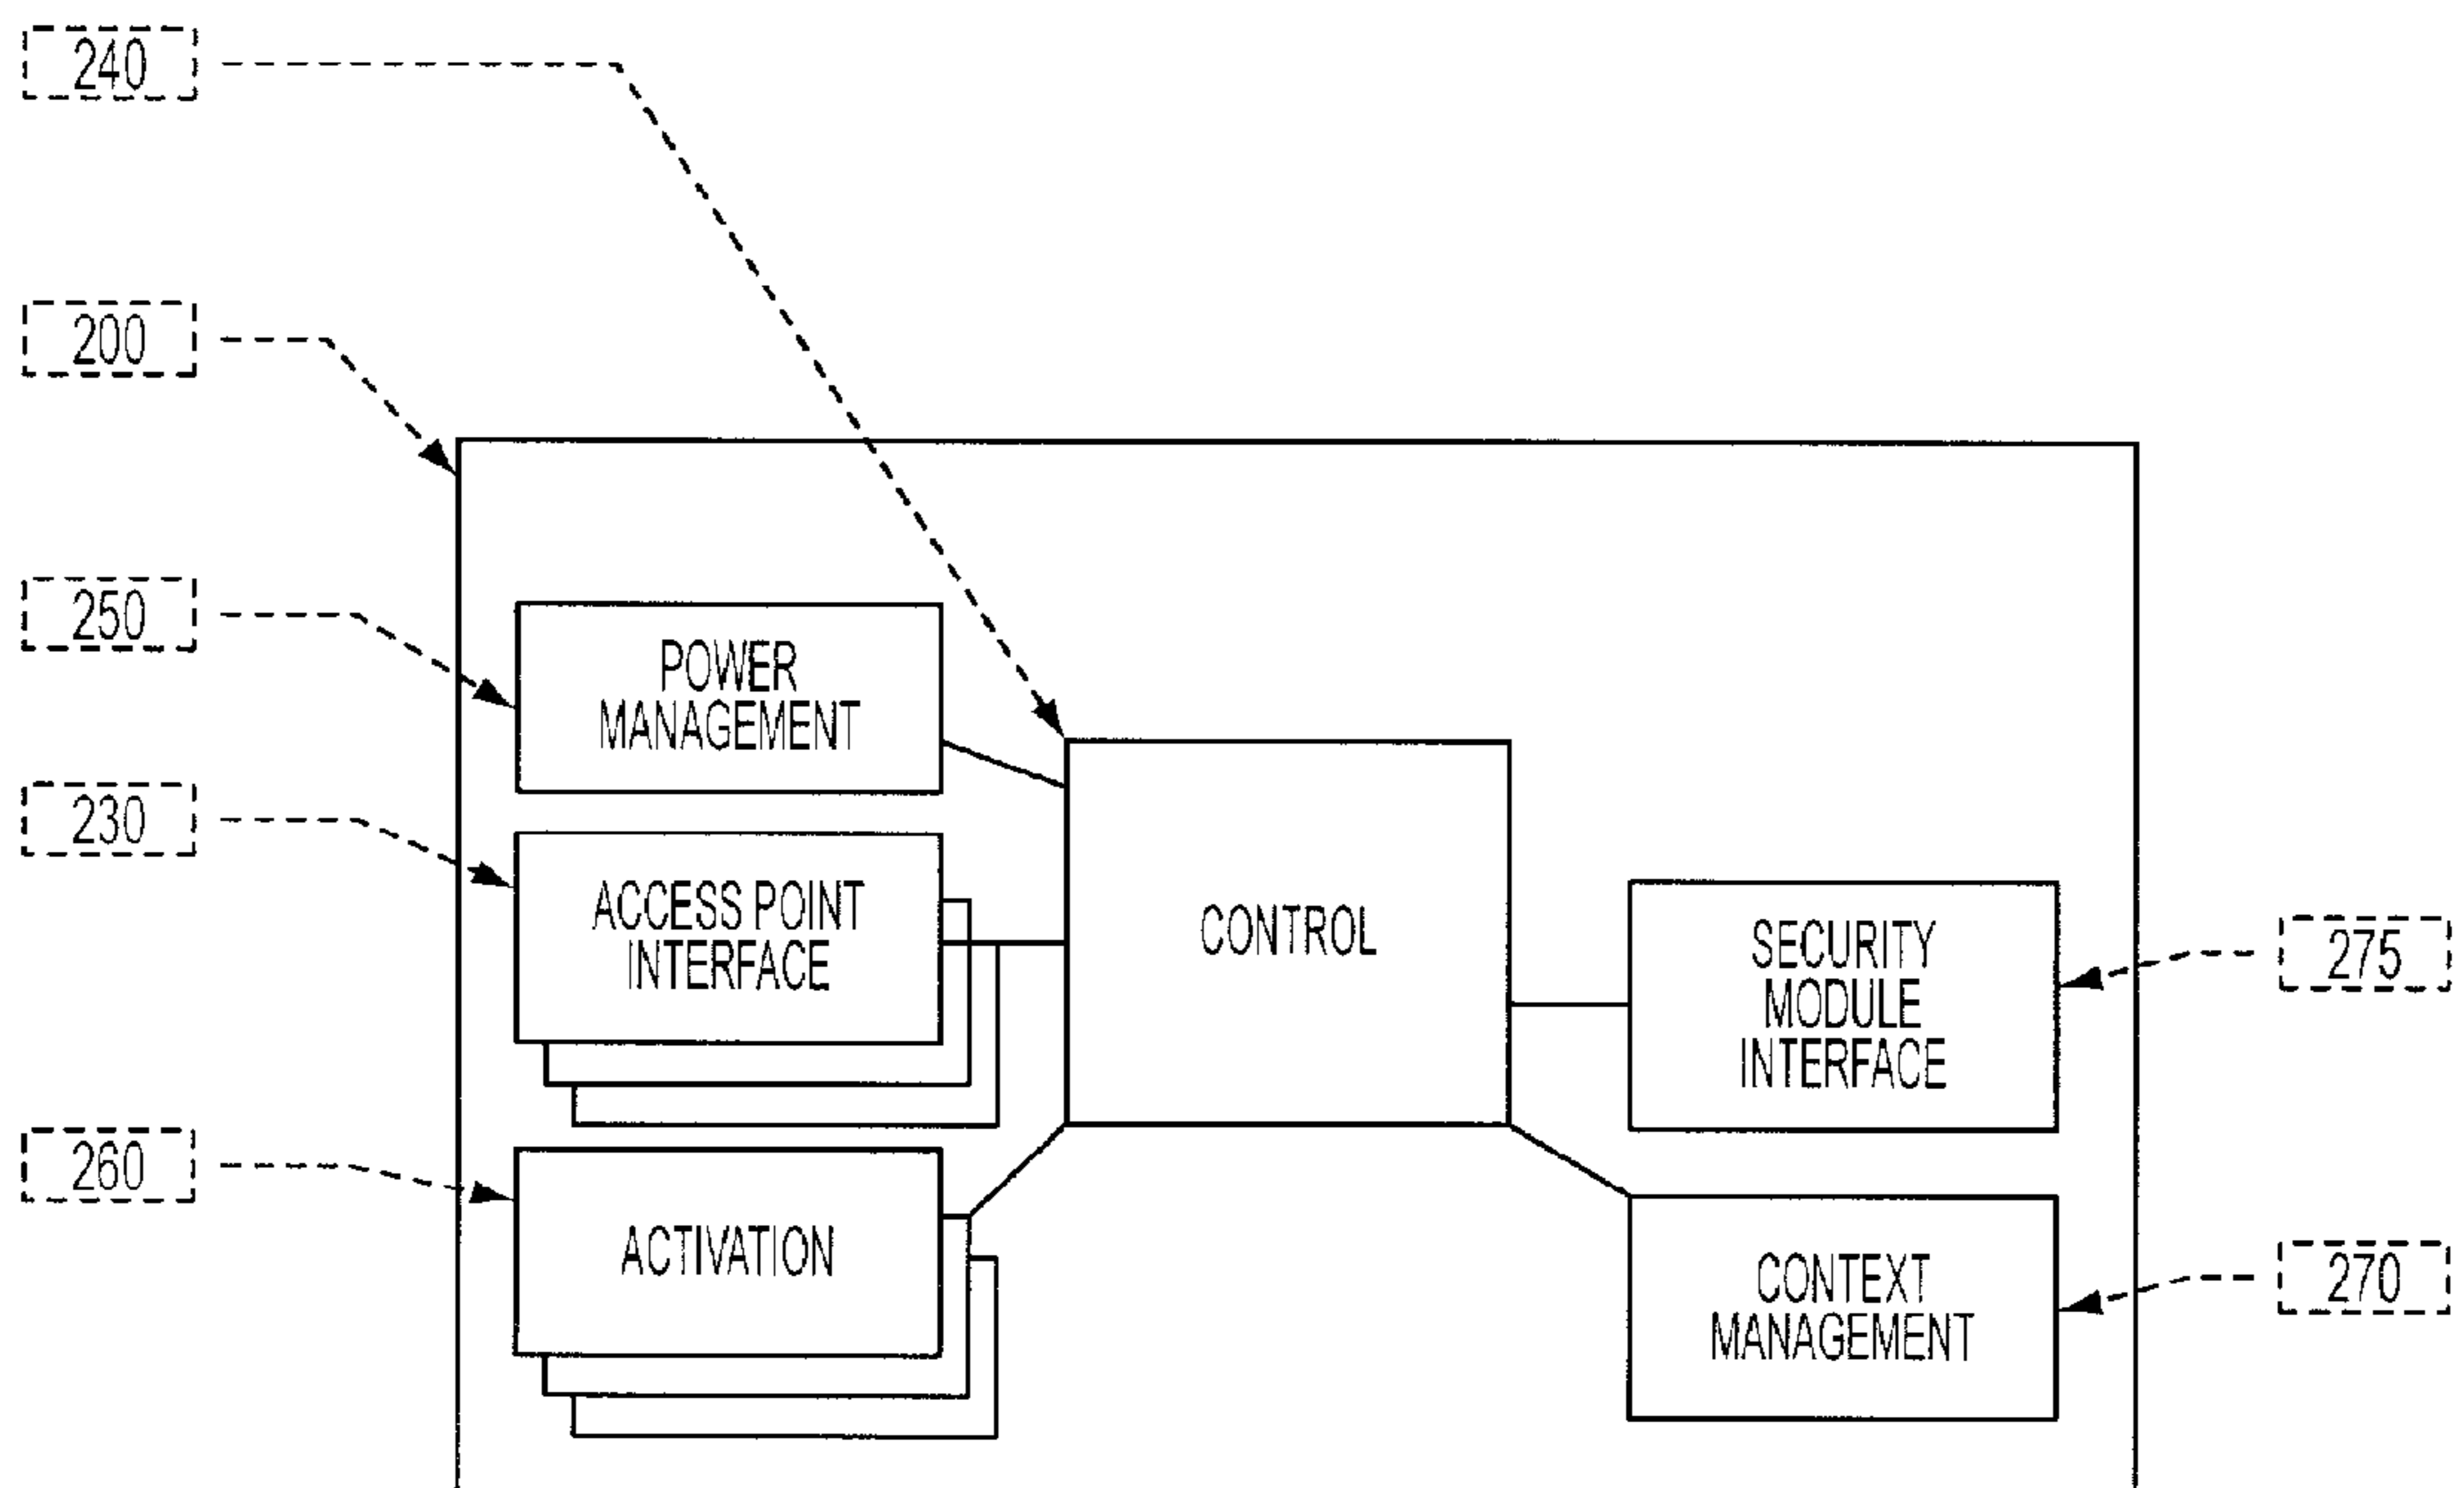 240
200
250
POWER
MANAGEMENT
230
ACCESS POINT
INTERFACE
CONTROL
SECURITY
MODULE
INTERFACE
275
260
ACTIVATION
CONTEXT
MANAGEMENT
270